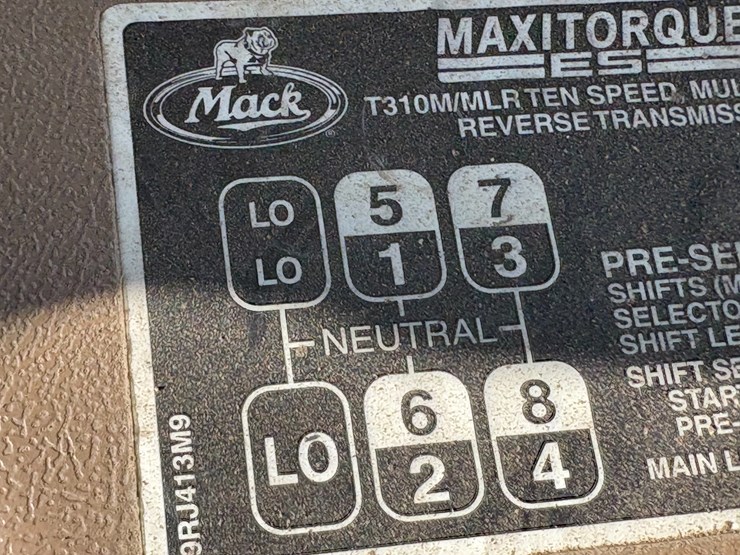 MAXITORQUE
ES
Mack
®
T310M/MLR TEN SPEED, MUL
REVERSE TRANSMISS
LO 5 7
LO 1 3
NEUTRAL
LO 6 8
2 4
PRE-SE
SHIFTS (M
SELECTO
SHIFT LE
SHIFT SE
STAR
PRE-
MAIN L
9RJ413M9